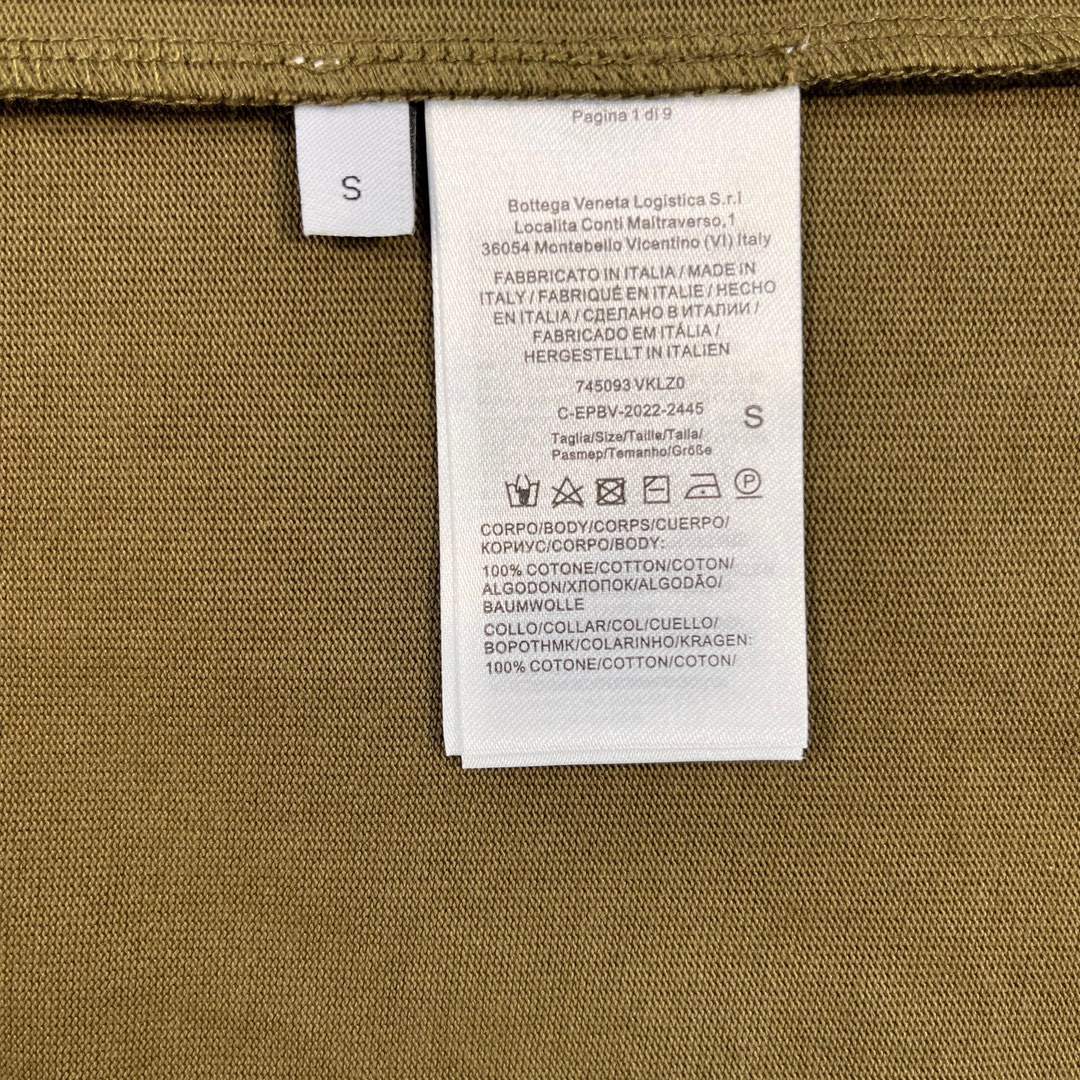 S
Pagina 1 di 9
Bottega Veneta Logistica S.r.l
Localita Conti Maltraverso,1
36054 Montebello Vicentino (VI) Italy
FABBRICATO IN ITALIA / MADE IN
ITALY / FABRIQUÉ EN ITALIE / HECHO
EN ITALIA / СДЕЛАНО В ИТАЛИИ /
FABRICADO EM ITÁLIA /
HERGESTELLT IN ITALIEN
745093 VKLZ0
C-EPBV-2022-2445
S
Taglia/Size/Taille/Talla/
Pasmep/Temanho/Größe
P
CORPO/BODY/CORPS/CUERPO/
КОРИУС/CORPO/BODY:
100% COTONE/COTTON/COTON/
ALGODON/ХЛОПОК/ALGODÃO/
BAUMWOLLE
COLLO/COLLAR/COL/CUELLO/
ВОРОТНМК/COLARINHO/KRAGEN:
100% COTONE/COTTON/COTON/